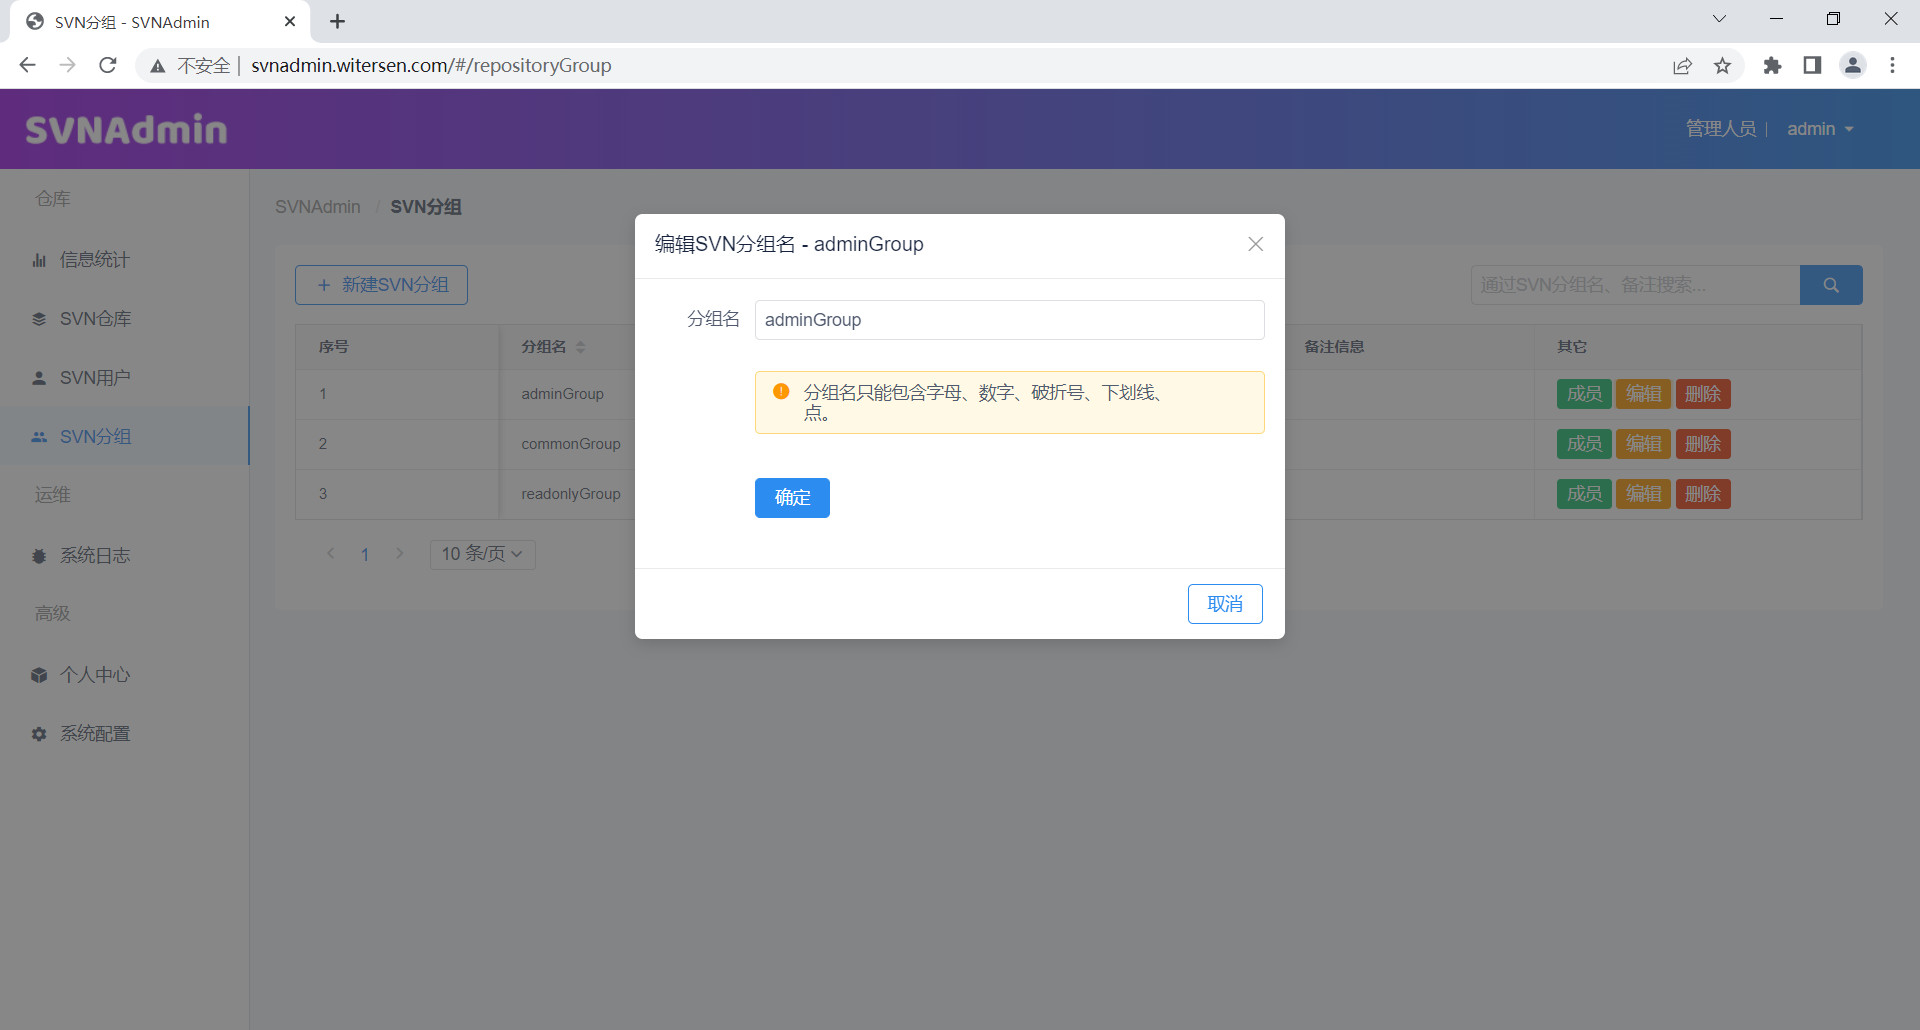 SVN分组 - SVNAdmin
不安全 | svnadmin.witersen.com/#/repositoryGroup
SVNAdmin
管理人员 | admin
仓库
信息统计
SVN仓库
SVN用户
SVN分组
运维
系统日志
高级
个人中心
系统配置
SVNAdmin / SVN分组
+ 新建SVN分组
通过SVN分组名、备注搜索...
序号 分组名 备注信息 其它
1 adminGroup 成员 编辑 删除
2 commonGroup 成员 编辑 删除
3 readonlyGroup 成员 编辑 删除
1 10 条/页
编辑SVN分组名 - adminGroup
分组名 adminGroup
分组名只能包含字母、数字、破折号、下划线、
点。
确定
取消